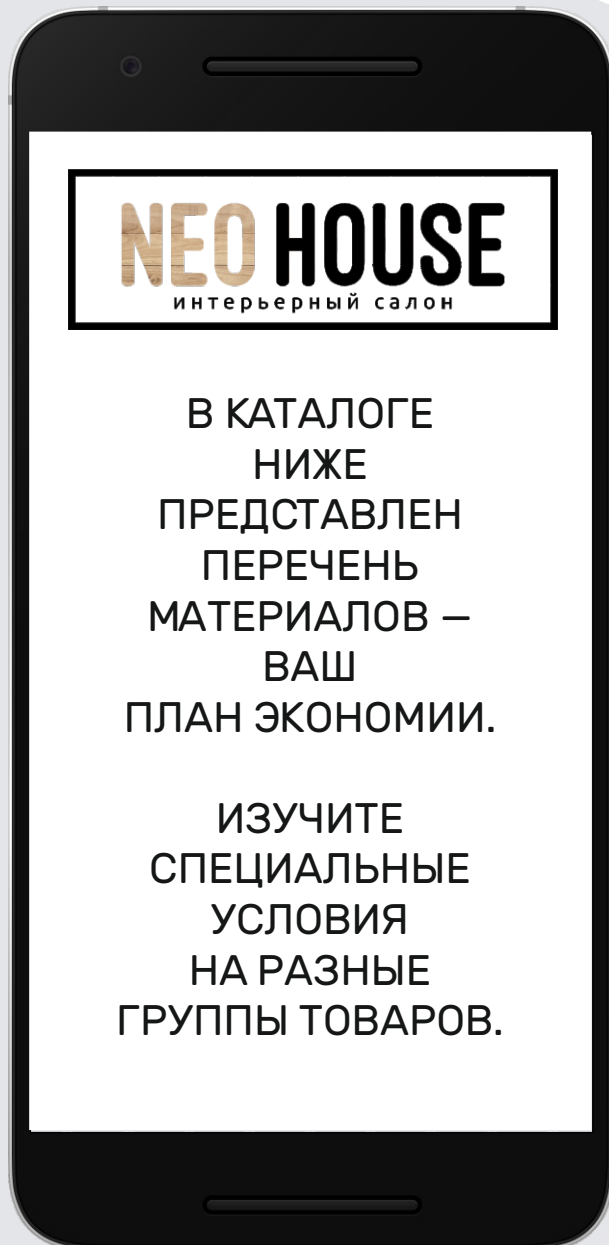 NEO HOUSE
интерьерный салон
В КАТАЛОГЕ
НИЖЕ
ПРЕДСТАВЛЕН
ПЕРЕЧЕНЬ
МАТЕРИАЛОВ —
ВАШ
ПЛАН ЭКОНОМИИ.
ИЗУЧИТЕ
СПЕЦИАЛЬНЫЕ
УСЛОВИЯ
НА РАЗНЫЕ
ГРУППЫ ТОВАРОВ.